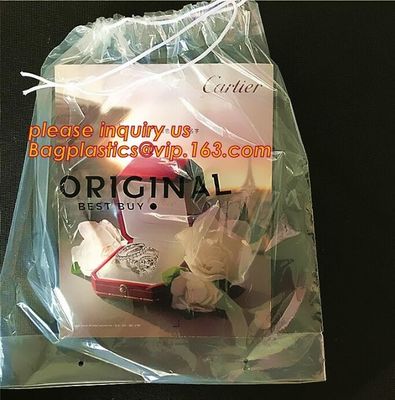 Cartier
please inquiry us
Bagplastics@vip.163.com
ORIGINAL
BEST BUY